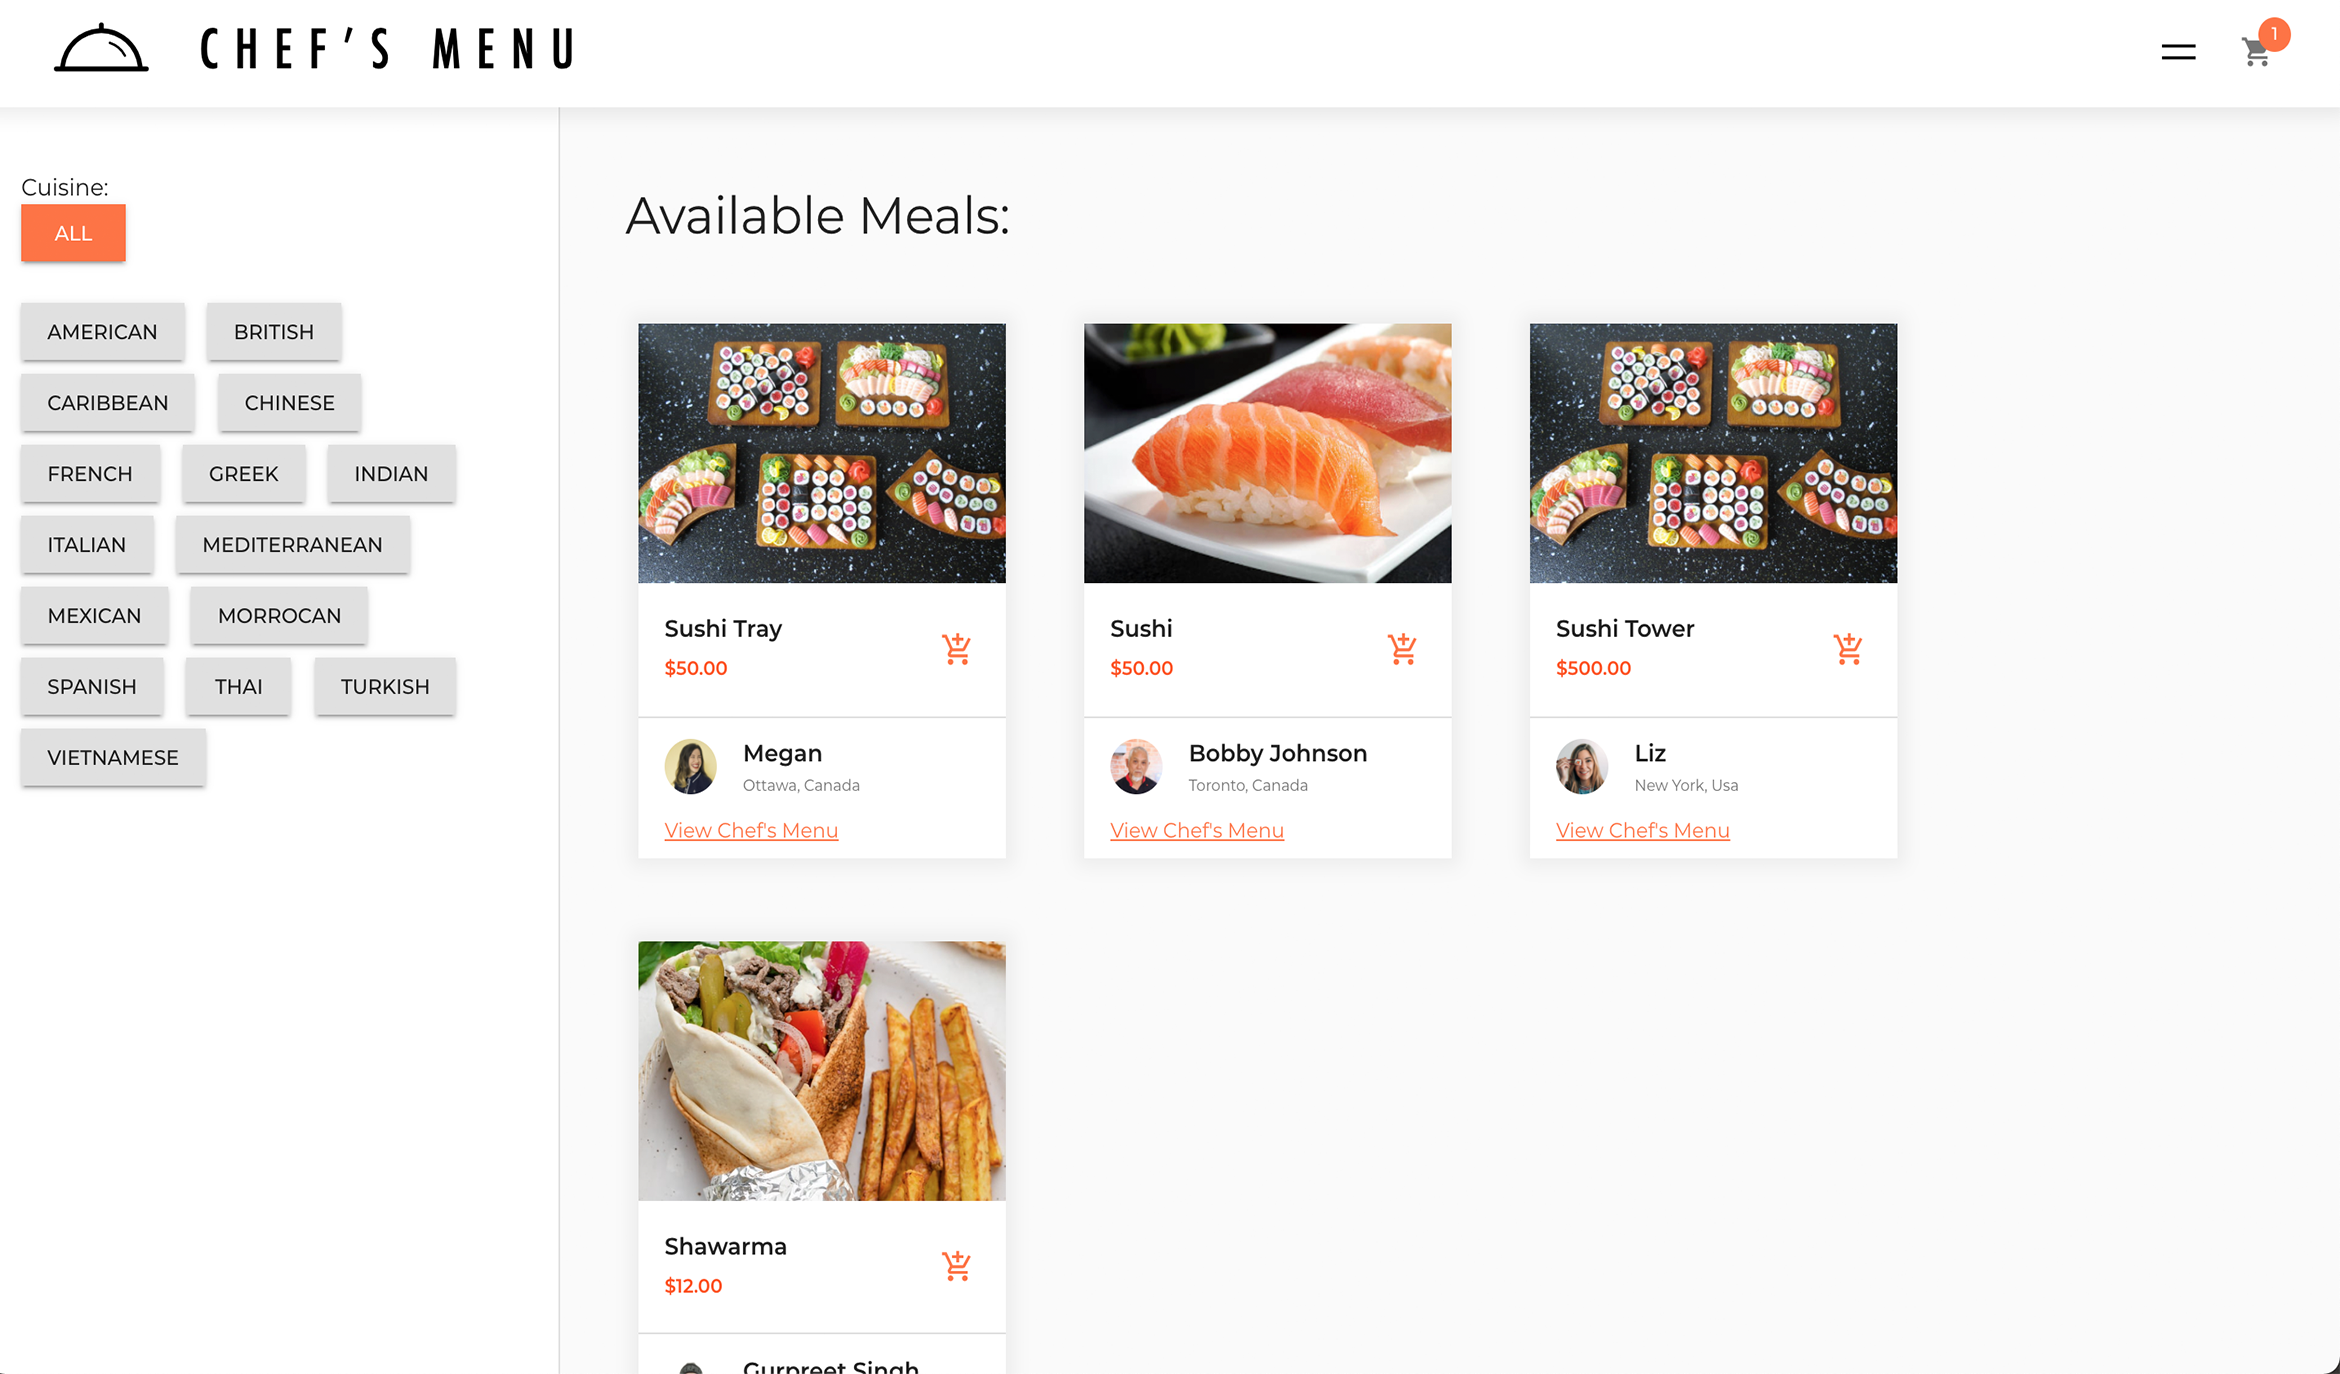 CHEF'S MENU
1
Cuisine:
ALL
AMERICAN BRITISH
CARIBBEAN CHINESE
FRENCH GREEK INDIAN
ITALIAN MEDITERRANEAN
MEXICAN MORROCAN
SPANISH THAI TURKISH
VIETNAMESE
Available Meals:
Sushi Tray
$50.00
Megan
Ottawa, Canada
View Chef's Menu
Sushi
$50.00
Bobby Johnson
Toronto, Canada
View Chef's Menu
Sushi Tower
$500.00
Liz
New York, Usa
View Chef's Menu
Shawarma
$12.00
Gurpreet Singh